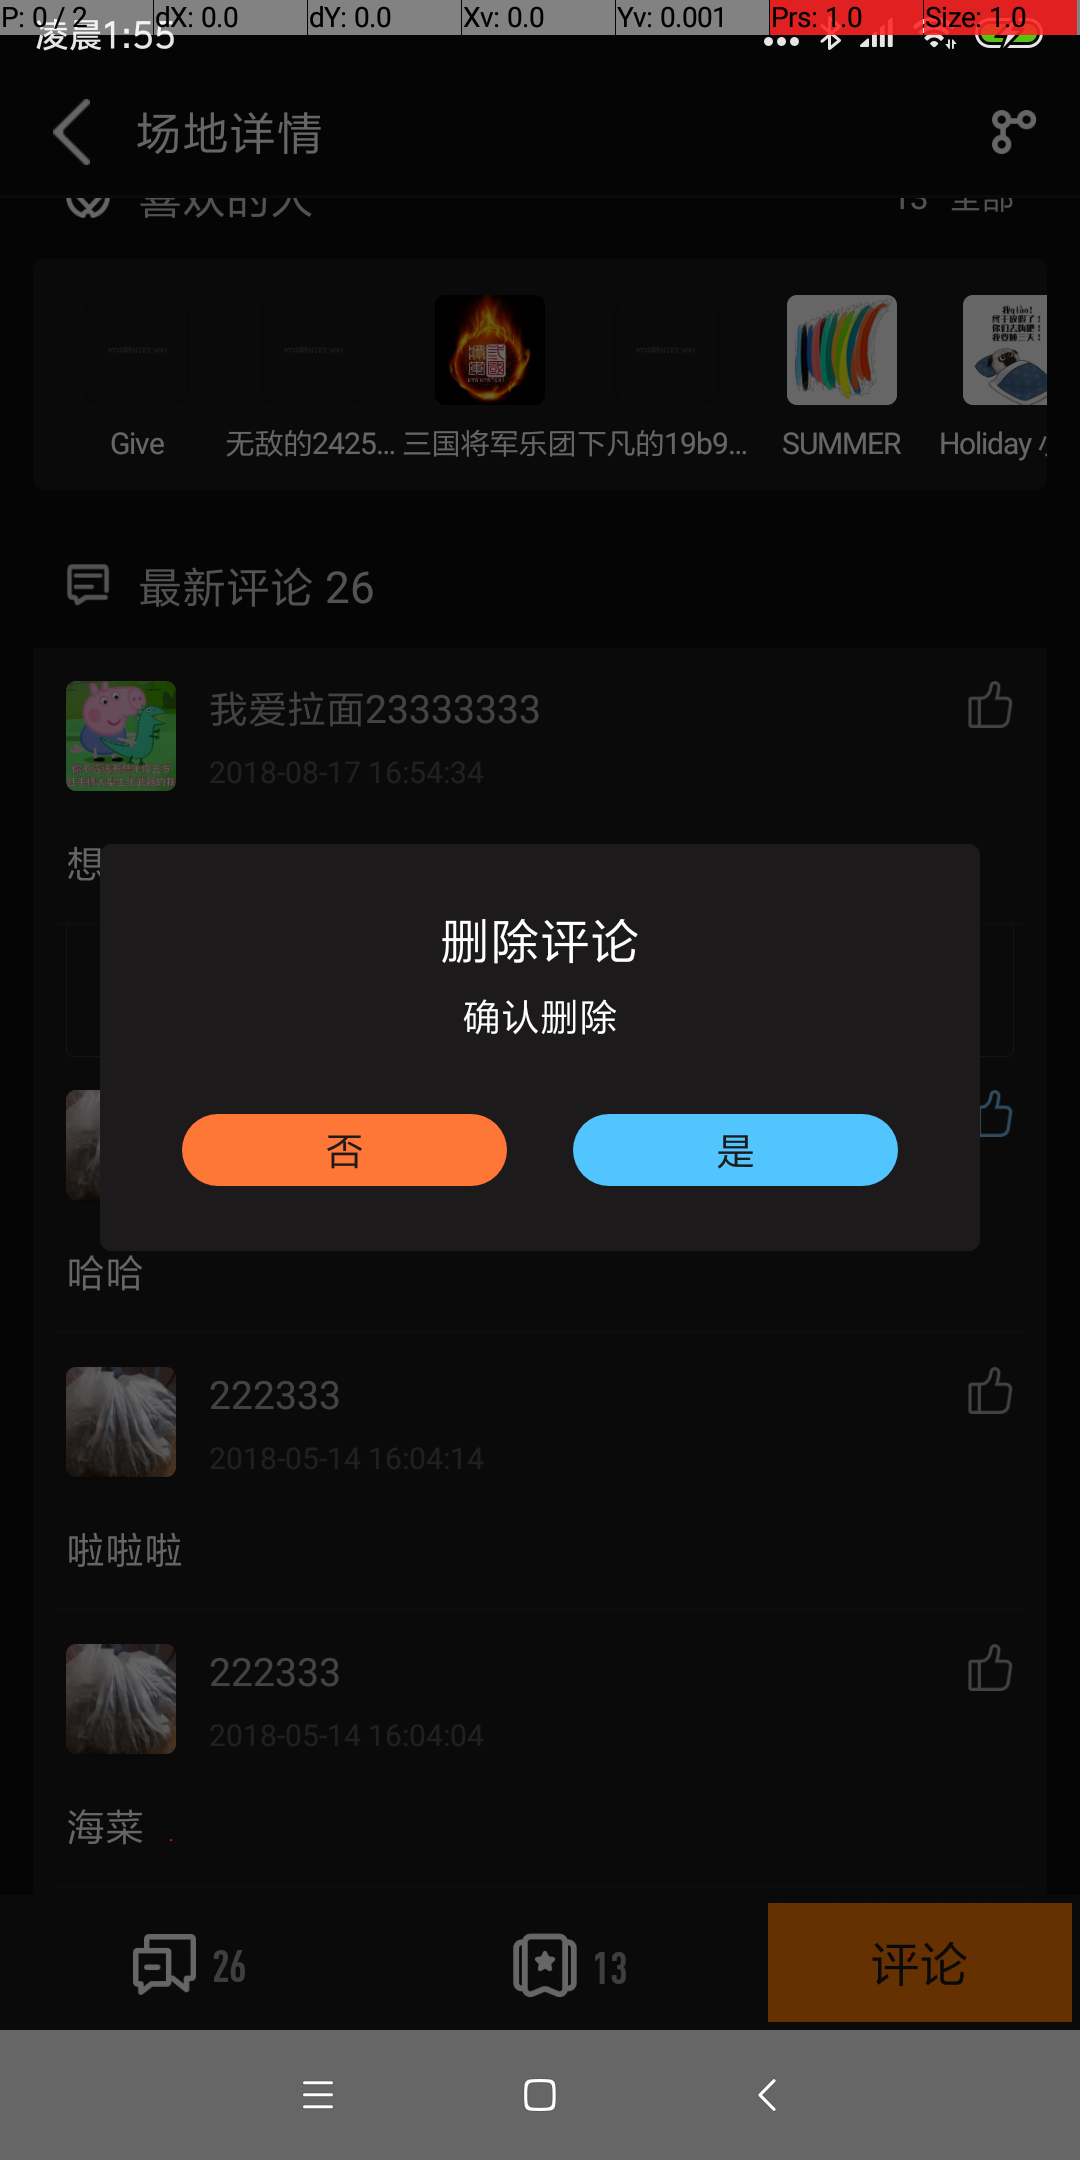 P: 0 / 2 dX: 0.0 dY: 0.0 Xv: 0.0 Yv: 0.001 Prs: 1.0 Size: 1.0
凌晨1:55
场地详情
喜欢的人 13 全部
Give 无敌的2425... 三国将军乐团 下凡的19b9... SUMMER Holiday
最新评论 26
我爱拉面23333333
2018-08-17 16:54:34
想
删除评论
确认删除
否 是
哈哈
222333
2018-05-14 16:04:14
啦啦啦
222333
2018-05-14 16:04:04
海菜
26 13 评论